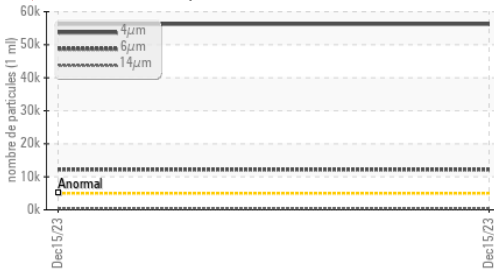 60k
4μm
6μm
14μm
50k
40k
30k
20k
10k
0k
nombre de particules (1 ml)
Anormal
Dec15/23
Dec15/23